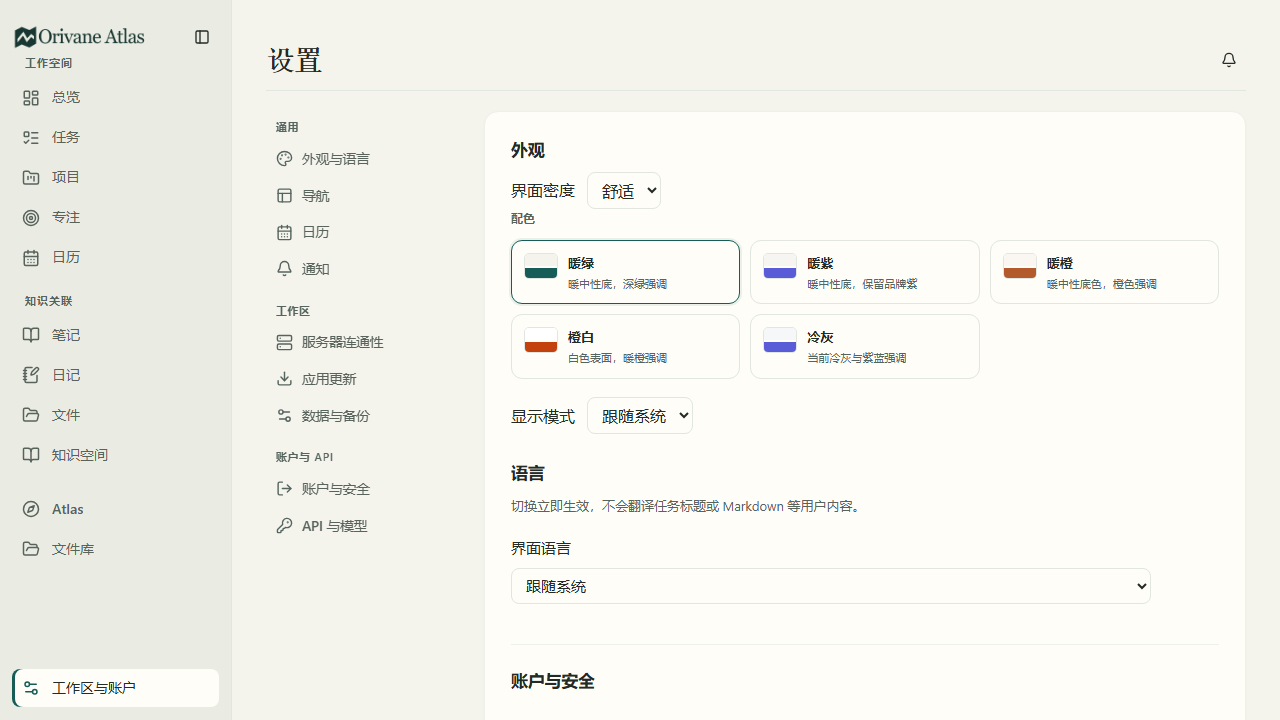 Orivane Atlas
工作空间
总览
任务
项目
专注
日历
知识关联
笔记
日记
文件
知识空间
Atlas
文件库
工作区与账户
设置
通用
外观与语言
导航
日历
通知
工作区
服务器连通性
应用更新
数据与备份
账户与 API
账户与安全
API 与模型
外观
界面密度 舒适
配色
暖绿
暖中性底，深绿强调
暖紫
暖中性底，保留品牌紫
暖橙
暖中性底色，橙色强调
橙白
白色表面，暖橙强调
冷灰
当前冷灰与紫蓝强调
显示模式 跟随系统
语言
切换立即生效，不会翻译任务标题或 Markdown 等用户内容。
界面语言
跟随系统
账户与安全